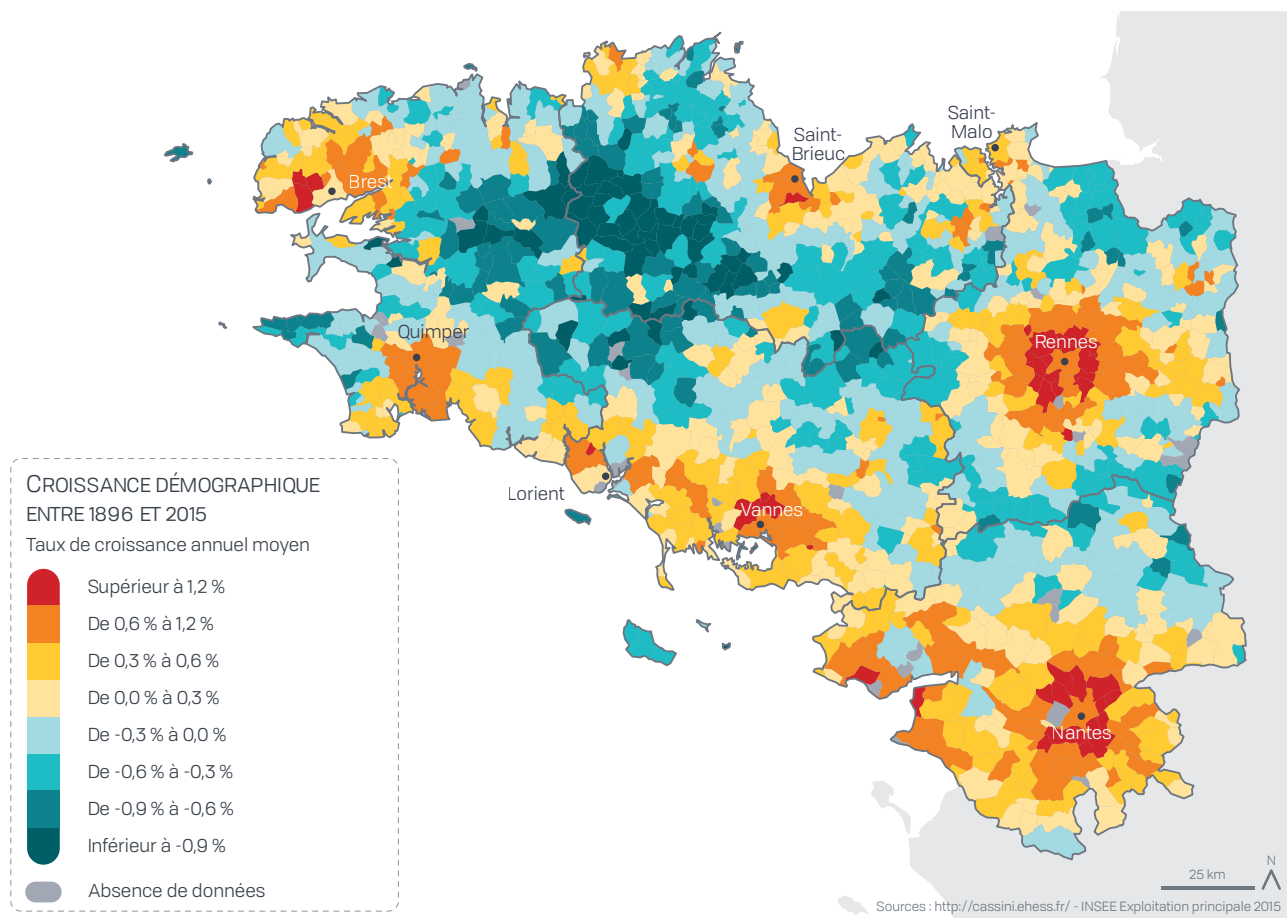 Saint-
Malo
Saint-
Brieuc
Brest
Quimper
Rennes
Lorient
Vannes
Nantes
CROISSANCE DÉMOGRAPHIQUE
ENTRE 1896 ET 2015
Taux de croissance annuel moyen
Supérieur à 1,2 %
De 0,6 % à 1,2 %
De 0,3 % à 0,6 %
De 0,0 % à 0,3 %
De -0,3 % à 0,0 %
De -0,6 % à -0,3 %
De -0,9 % à -0,6 %
Inférieur à -0,9 %
Absence de données
N
25 km
Sources : http://cassini.ehess.fr/ - INSEE Exploitation principale 2015